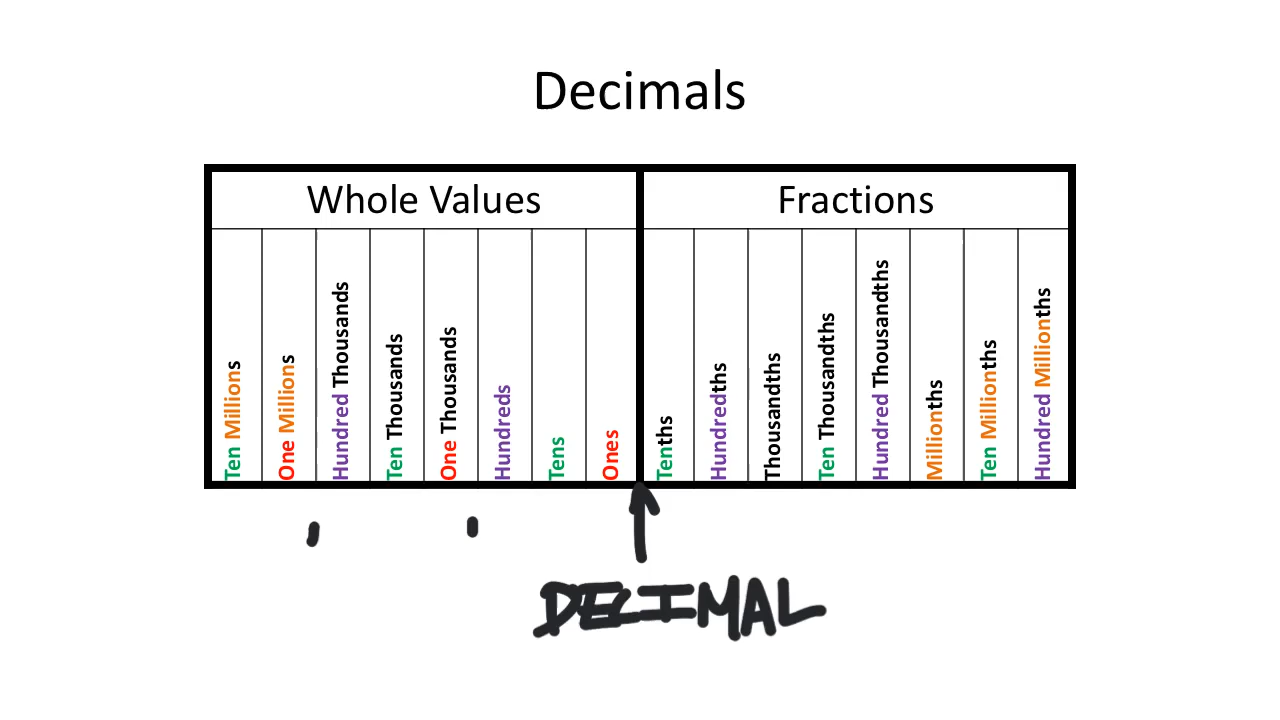 Decimals
Whole Values
Fractions
Ten Millions
One Millions
Hundred Thousands
Ten Thousands
One Thousands
Hundreds
Tens
Ones
Tenths
Hundredths
Thousandths
Ten Thousandths
Hundred Thousandths
Millionths
Ten Millionths
Hundred Millionths
, ,
DECIMAL